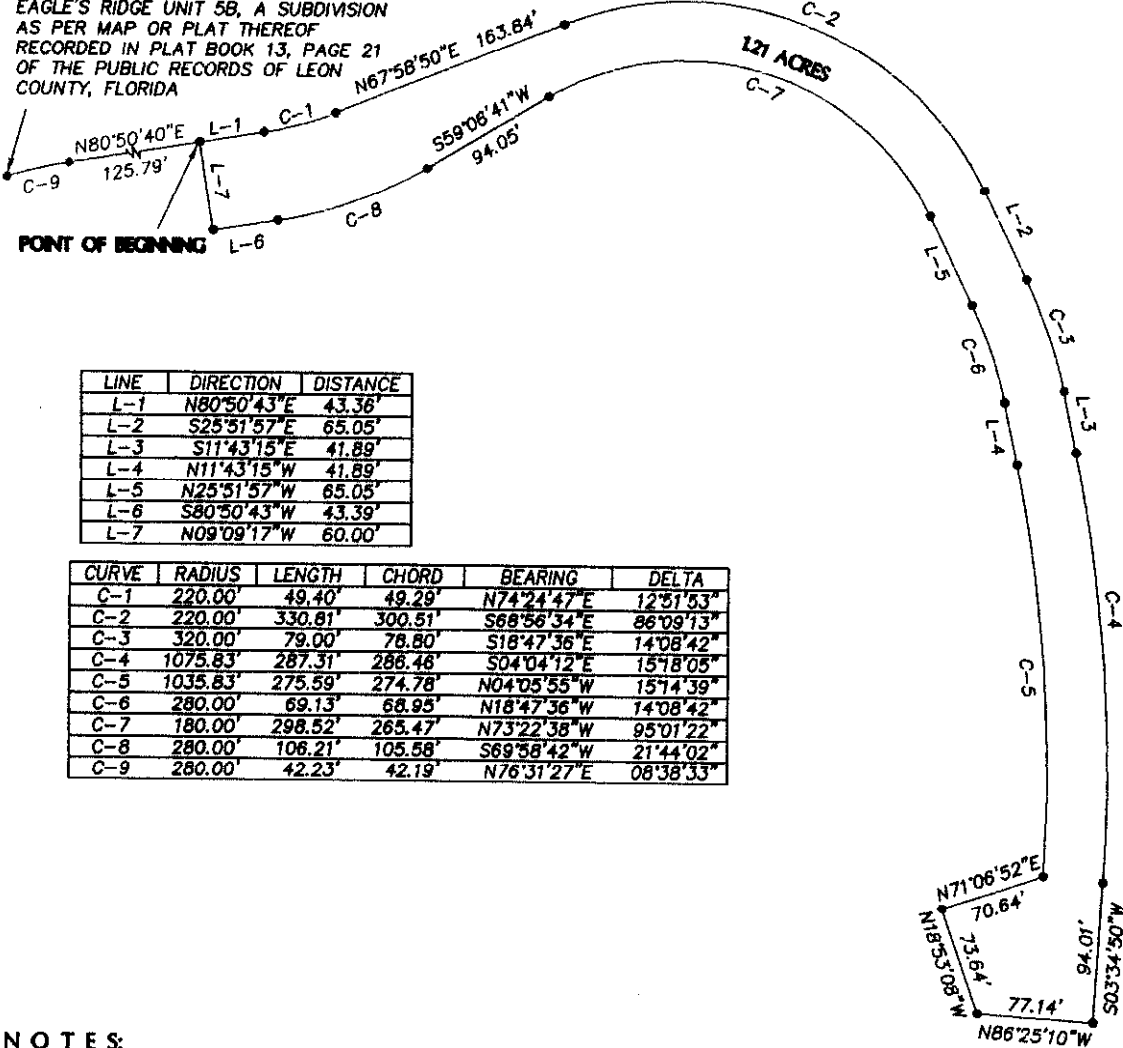 EAGLE'S RIDGE UNIT 5B, A SUBDIVISION
AS PER MAP OR PLAT THEREOF
RECORDED IN PLAT BOOK 13, PAGE 21
OF THE PUBLIC RECORDS OF LEON
COUNTY, FLORIDA
C-2
1.21 ACRES
C-7
N67°58'50"E 163.84'
S59°06'41"W
94.05'
N80°50'40"E
125.79'
L-1
C-1
C-9
L-7
C-8
L-6
POINT OF BEGINNING
L-2
L-5
C-3
C-6
L-3
L-4
C-4
C-5
LINE DIRECTION DISTANCE
L-1 N80°50'43"E 43.36'
L-2 S25°51'57"E 65.05'
L-3 S11°43'15"E 41.89'
L-4 N11°43'15"W 41.89'
L-5 N25°51'57"W 65.05'
L-6 S80°50'43"W 43.39'
L-7 N09°09'17"W 60.00'
CURVE RADIUS LENGTH CHORD BEARING DELTA
C-1 220.00' 49.40' 49.29' N74°24'47"E 12°51'53"
C-2 220.00' 330.81' 300.51' S68°56'34"E 86°09'13"
C-3 320.00' 79.00' 78.80' S18°47'36"E 14°08'42"
C-4 1075.83' 287.31' 286.46' S04°04'12"E 15°18'05"
C-5 1035.83' 275.59' 274.78' N04°05'55"W 15°14'39"
C-6 280.00' 69.13' 68.95' N18°47'36"W 14°08'42"
C-7 180.00' 298.52' 265.47' N73°22'38"W 95°01'22"
C-8 280.00' 106.21' 105.58' S69°58'42"W 21°44'02"
C-9 280.00' 42.23' 42.19' N76°31'27"E 08°38'33"
N71°06'52"E
70.64'
N18°53'08"W
73.64'
94.01'
S03°34'50"W
77.14'
N86°25'10"W
NOTES: